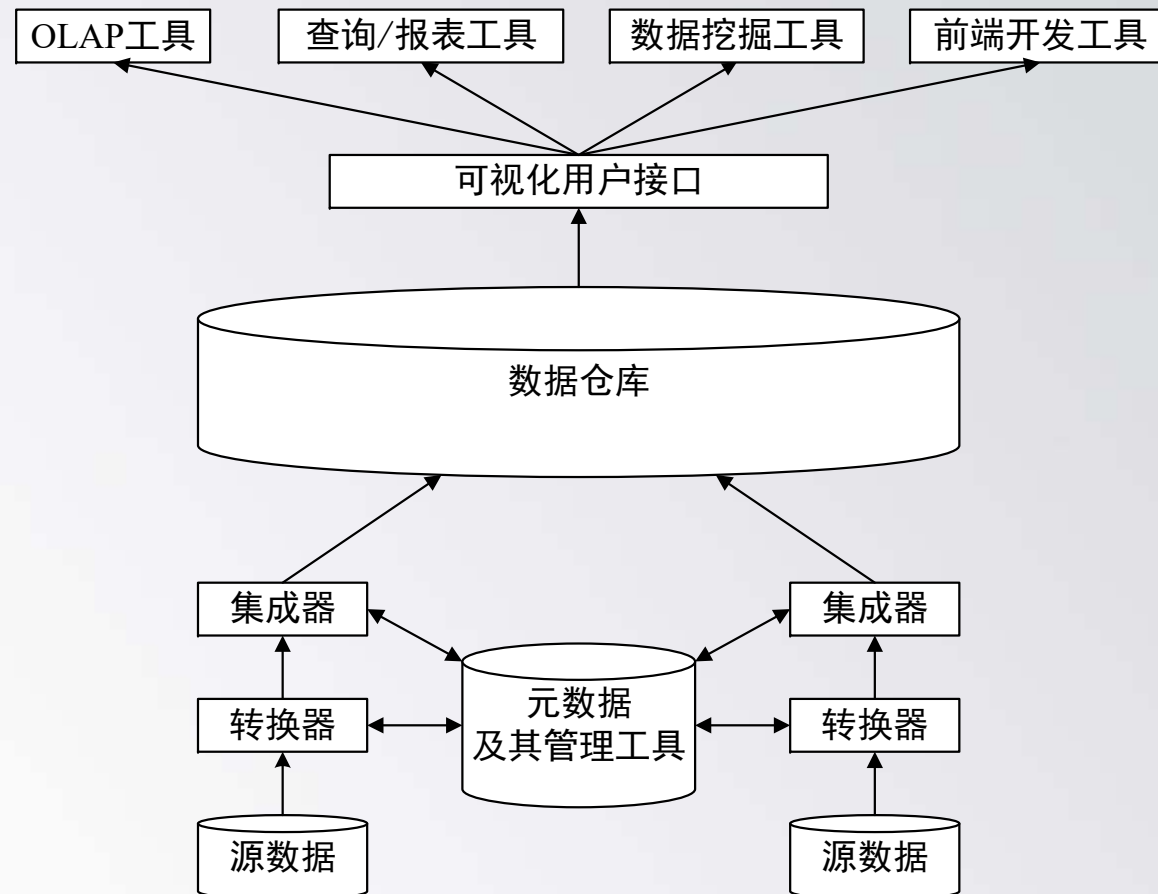 OLAP工具
查询/报表工具
数据挖掘工具
前端开发工具
可视化用户接口
数据仓库
集成器
集成器
元数据
及其管理工具
转换器
转换器
源数据
源数据